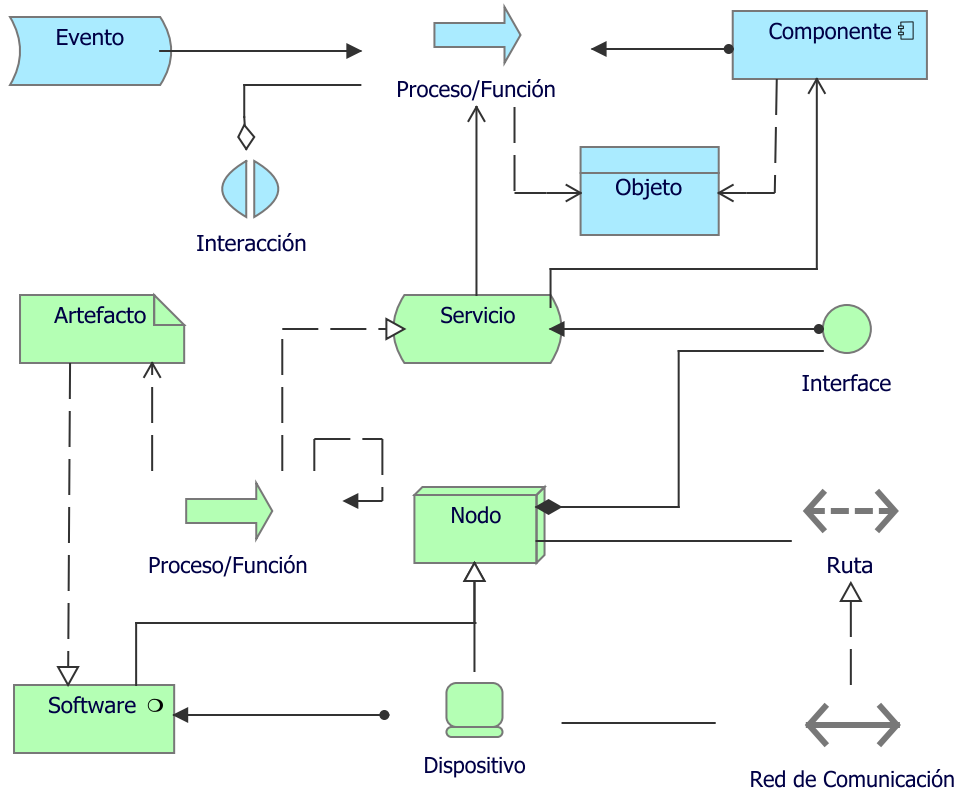 Evento
Proceso/Función
Componente
Objeto
Interacción
Artefacto
Servicio
Interface
Nodo
Proceso/Función
Ruta
Software
Dispositivo
Red de Comunicación